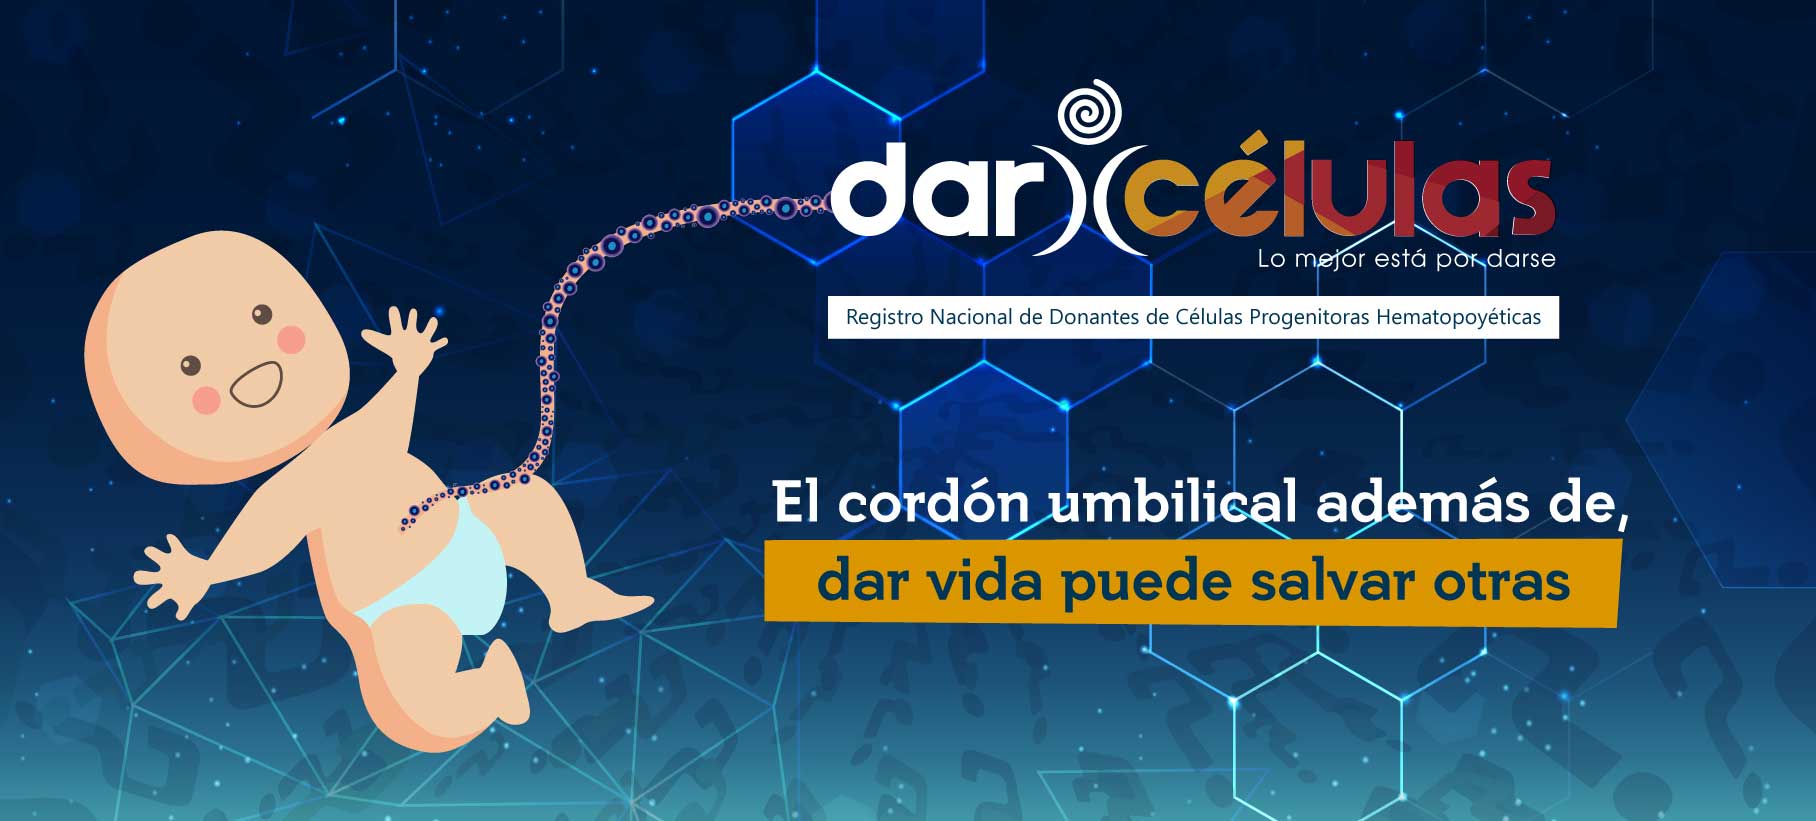 dar células
Lo mejor está por darse
Registro Nacional de Donantes de Células Progenitoras Hematopoyéticas
El cordón umbilical además de,
dar vida puede salvar otras